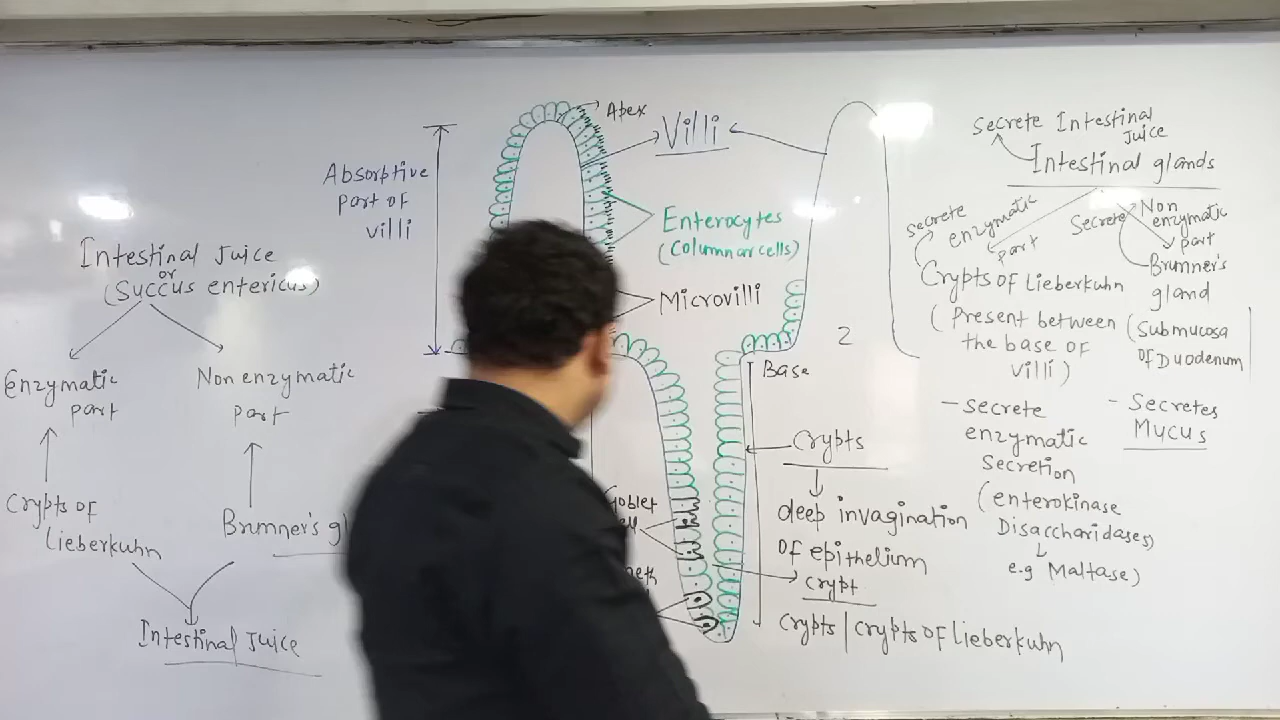 Intestinal Juice
or
(Succus entericus)
Enzymatic
part
Non enzymatic
part
Crypts of
Lieberkuhn
Brunner's
Intestinal Juice
Absorptive
part of
villi
Apex
Villi
Enterocytes
(Columnar cells)
Microvilli
Base
Goblet
Crypts
deep invagination
of epithelium
crypt
Crypts | Crypts of Lieberkuhn
2
Secrete Intestinal
Juice
Intestinal glands
Secrete enzymatic
part
Crypts of Lieberkuhn
(Present between
the base of
villi)
- Secrete
enzymatic
Secretion
(enterokinase
Disaccharidases)
e.g Maltase)
Secrete Non
enzymatic
part
Brunner's
gland
(Submucosa
of Duodenum
- Secretes
Mucus